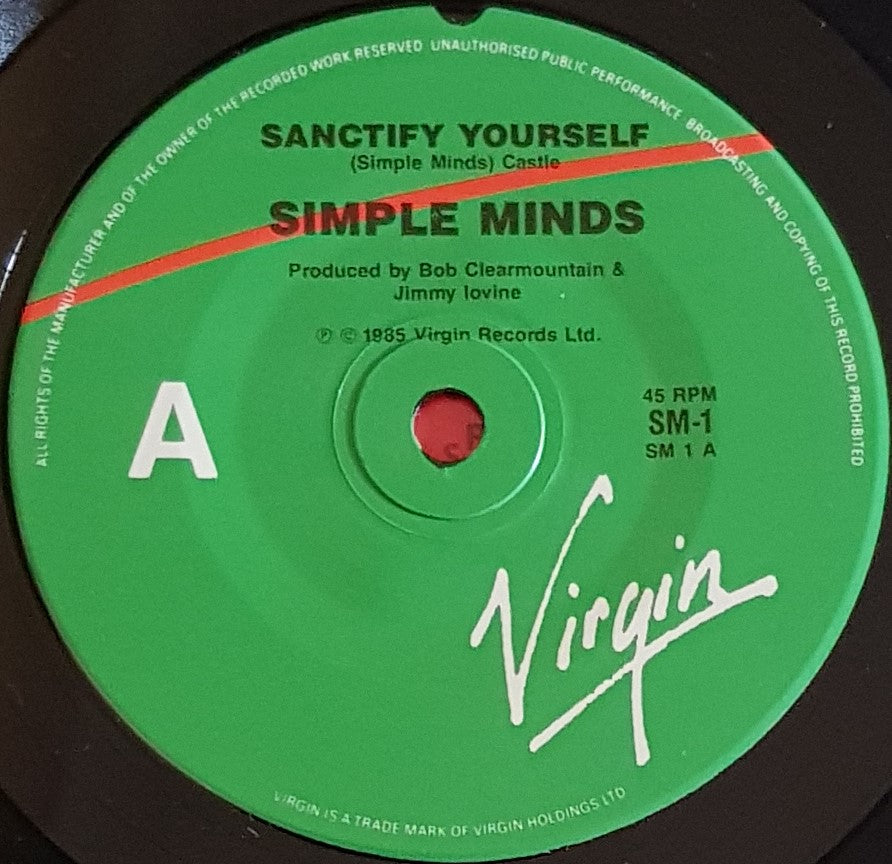 ALL RIGHTS OF THE MANUFACTURER AND OF THE OWNER OF THE RECORDED WORK RESERVED UNAUTHORISED PUBLIC PERFORMANCE BROADCASTING AND COPYING OF THIS RECORD PROHIBITED
SANCTIFY YOURSELF
(Simple Minds) Castle
SIMPLE MINDS
Produced by Bob Clearmountain &
Jimmy Iovine
℗ © 1985 Virgin Records Ltd.
A
45 RPM
SM-1
SM 1 A
Virgin
VIRGIN IS A TRADE MARK OF VIRGIN HOLDINGS LTD